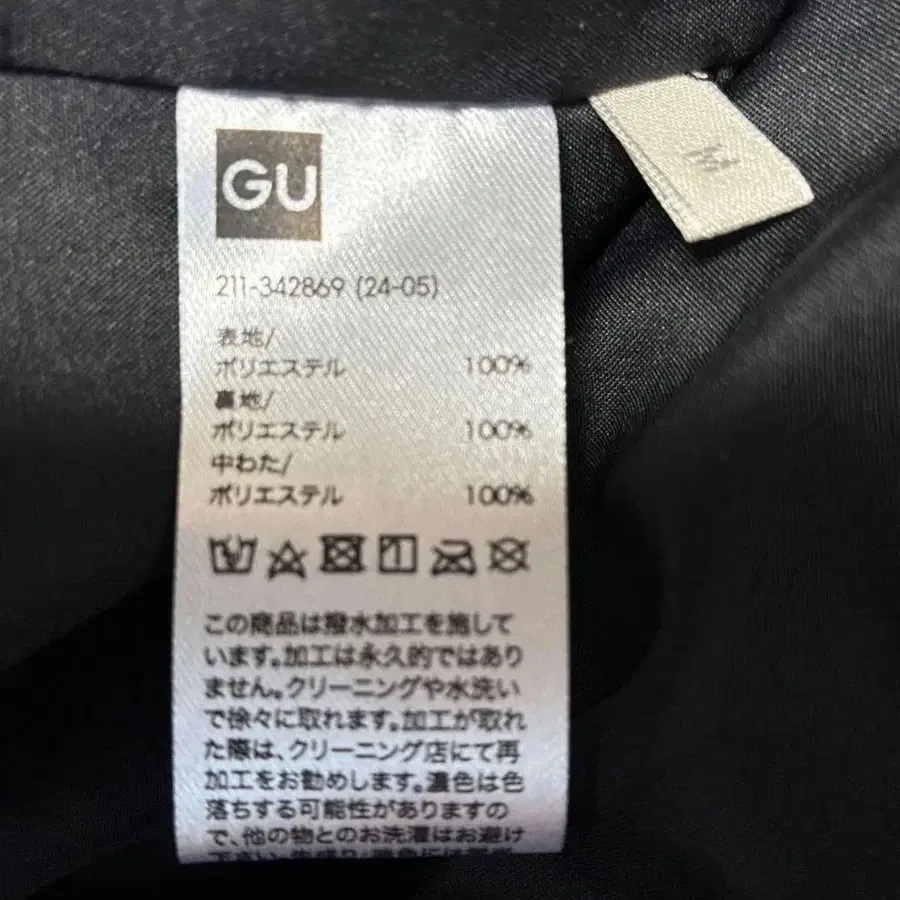 GU
M
211-342869 (24-05)
表地/
ポリエステル 100%
裏地/
ポリエステル 100%
中わた/
ポリエステル 100%
この商品は撥水加工を施して
います。加工は永久的ではあり
ません。クリーニングや水洗い
で徐々に取れます。加工が取れ
た際は、クリーニング店にて再
加工をお勧めします。濃色は色
落ちする可能性がありますの
で、他の物とのお洗濯はお避け
下さい。